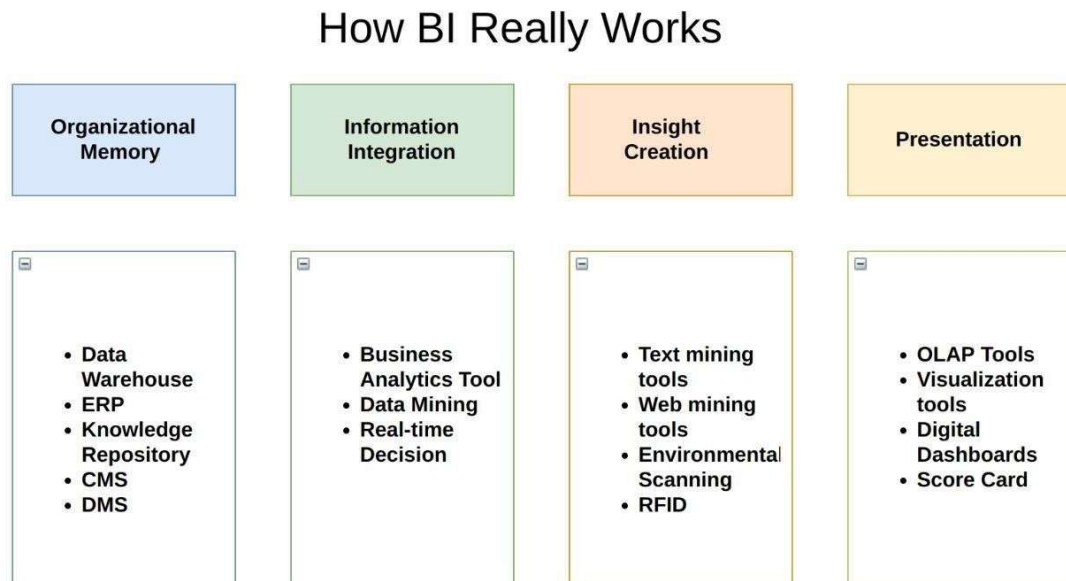 How BI Really Works
Organizational
Memory
Information
Integration
Insight
Creation
Presentation
• Data
Warehouse
• ERP
• Knowledge
Repository
• CMS
• DMS
• Business
Analytics Tool
• Data Mining
• Real-time
Decision
• Text mining
tools
• Web mining
tools
• Environmental
Scanning
• RFID
• OLAP Tools
• Visualization
tools
• Digital
Dashboards
• Score Card